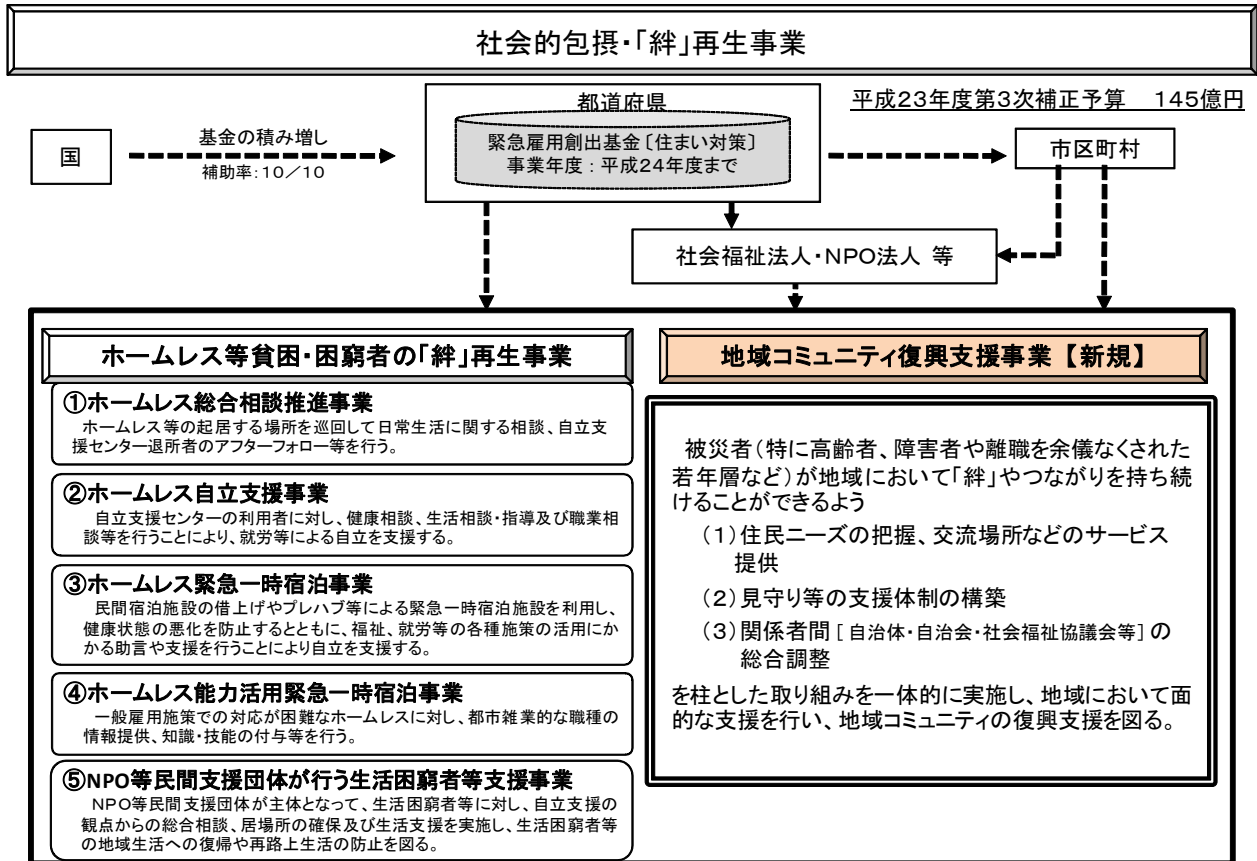 社会的包摂・「絆」再生事業
平成23年度第3次補正予算　145億円
国
基金の積み増し
補助率：10／10
都道府県
緊急雇用創出基金〔住まい対策〕
事業年度：平成24年度まで
市区町村
社会福祉法人・NPO法人 等
ホームレス等貧困・困窮者の「絆」再生事業
①ホームレス総合相談推進事業
ホームレス等の起居する場所を巡回して日常生活に関する相談、自立支
援センター退所者のアフターフォロー等を行う。
②ホームレス自立支援事業
自立支援センターの利用者に対し、健康相談、生活相談・指導及び職業相
談等を行うことにより、就労等による自立を支援する。
③ホームレス緊急一時宿泊事業
民間宿泊施設の借上げやプレハブ等による緊急一時宿泊施設を利用し、
健康状態の悪化を防止するとともに、福祉、就労等の各種施策の活用にか
かる助言や支援を行うことにより自立を支援する。
④ホームレス能力活用緊急一時宿泊事業
一般雇用施策での対応が困難なホームレスに対し、都市雑業的な職種の
情報提供、知識・技能の付与等を行う。
⑤NPO等民間支援団体が行う生活困窮者等支援事業
NPO等民間支援団体が主体となって、生活困窮者等に対し、自立支援の
観点からの総合相談、居場所の確保及び生活支援を実施し、生活困窮者等
の地域生活への復帰や再路上生活の防止を図る。
地域コミュニティ復興支援事業【新規】
被災者（特に高齢者、障害者や離職を余儀なくされた
若年層など）が地域において「絆」やつながりを持ち続
けることができるよう
（1）住民ニーズの把握、交流場所などのサービス
提供
（2）見守り等の支援体制の構築
（3）関係者間［自治体・自治会・社会福祉協議会等］の
総合調整
を柱とした取り組みを一体的に実施し、地域において面
的な支援を行い、地域コミュニティの復興支援を図る。